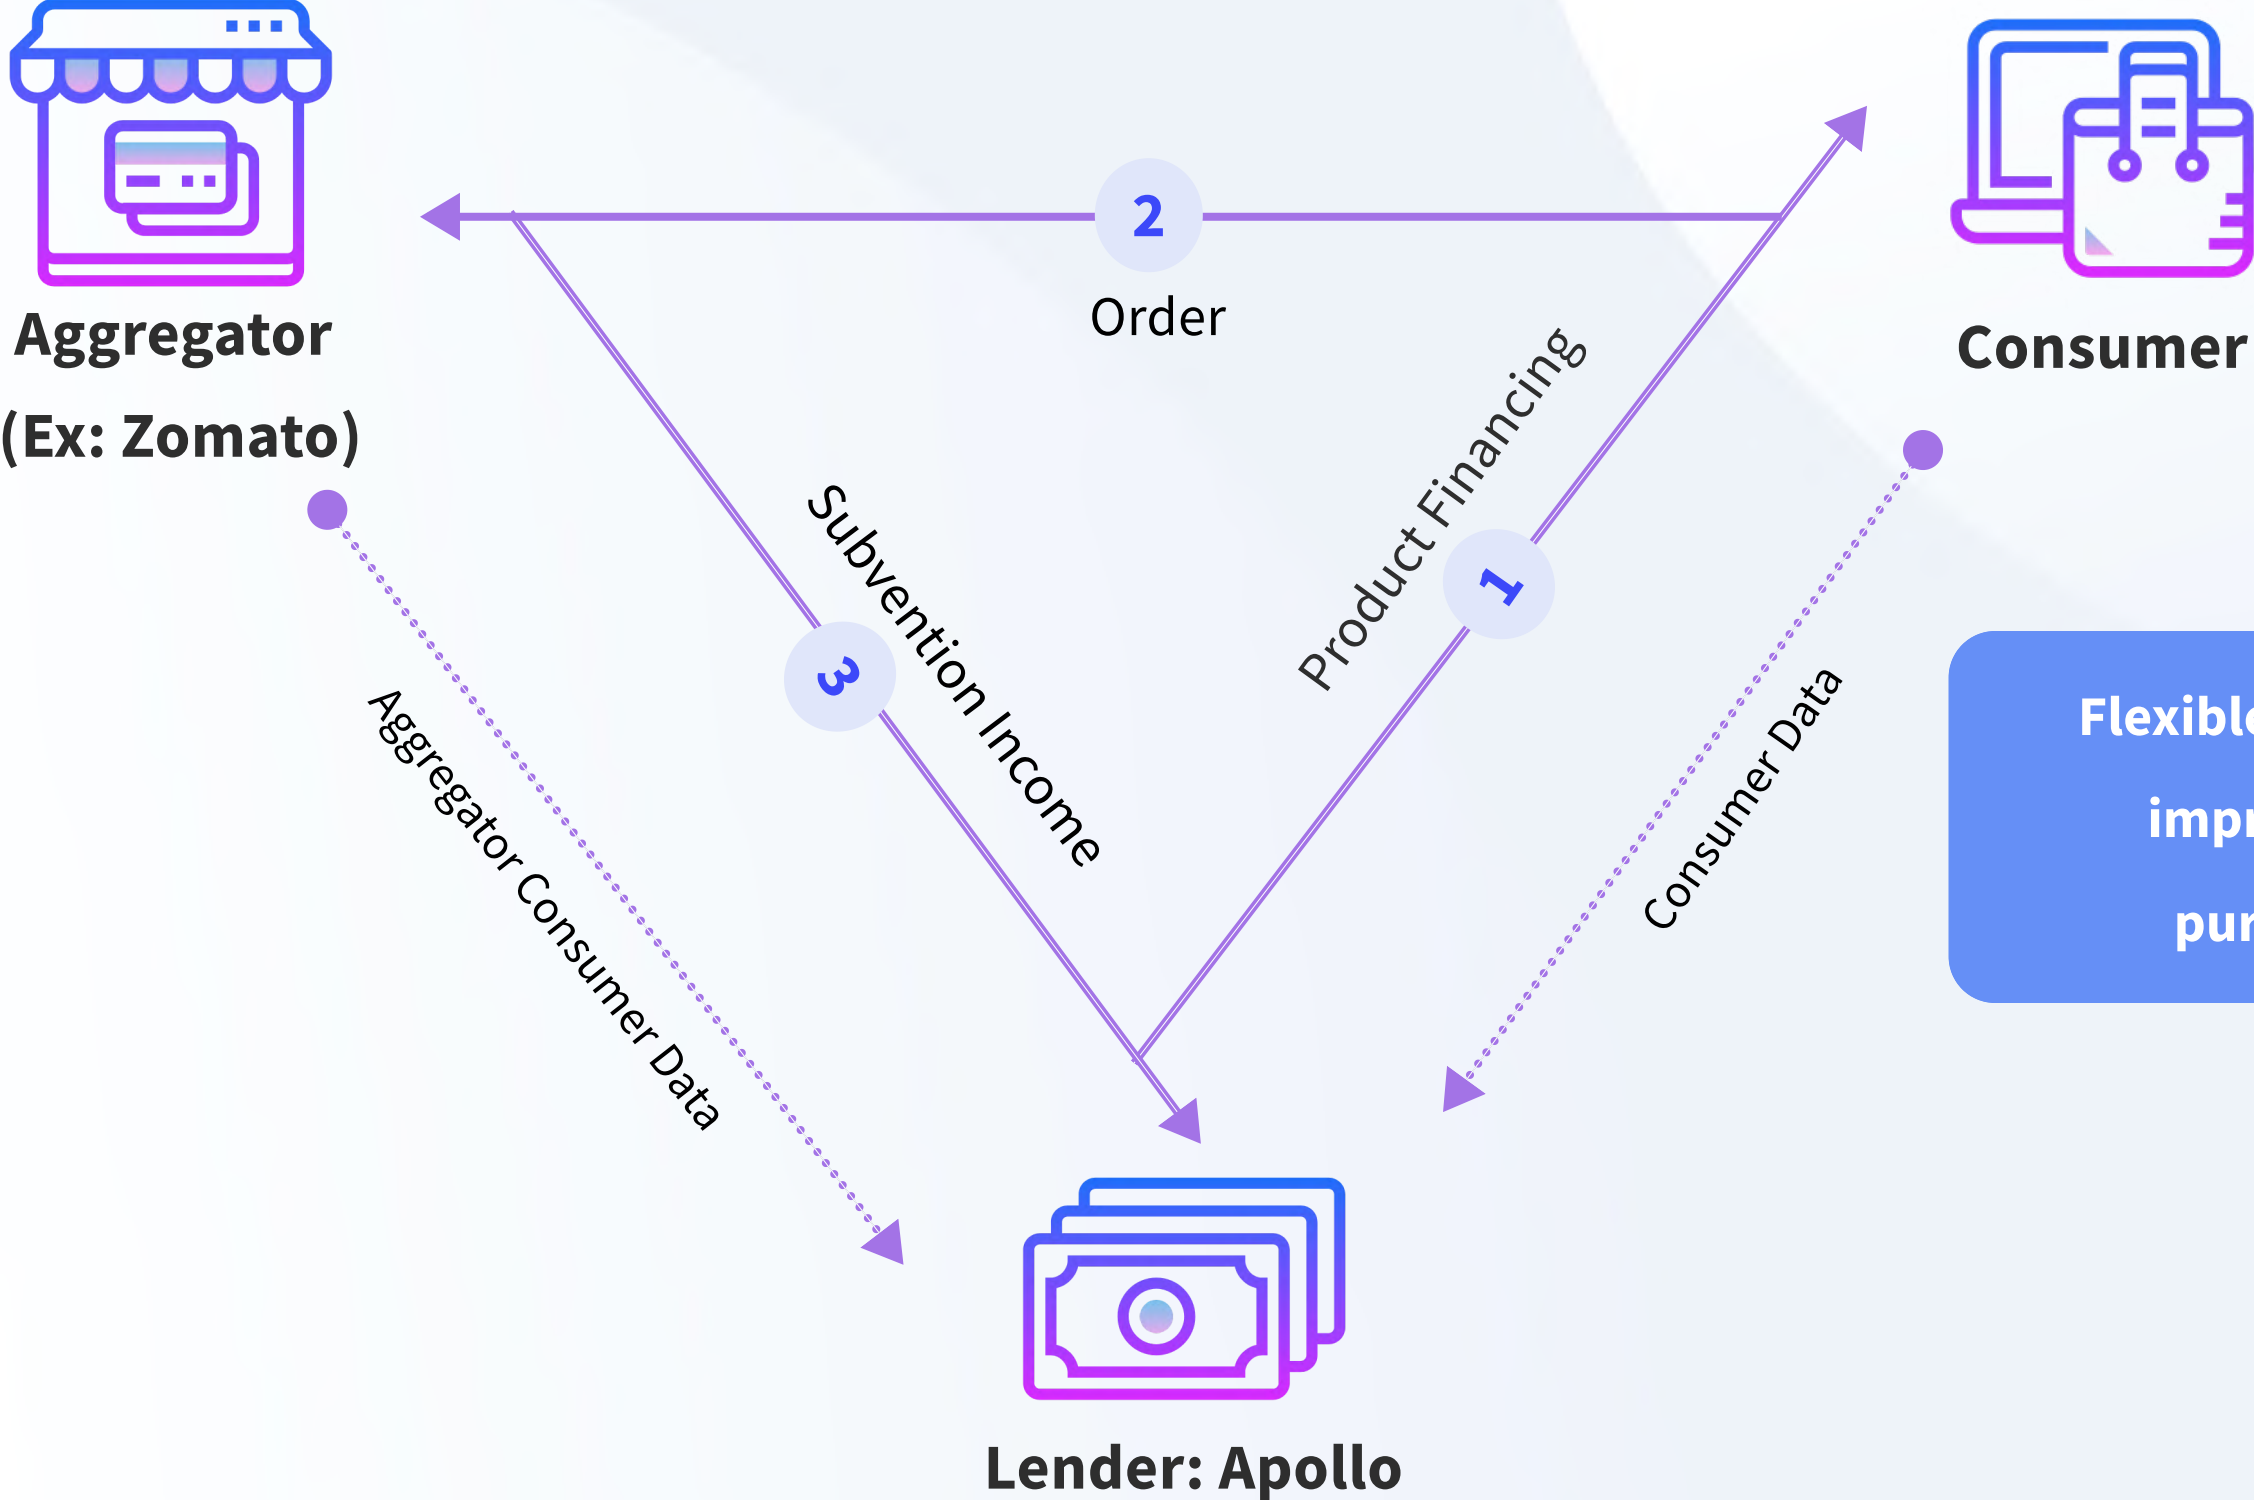 Aggregator
(Ex: Zomato)
Consumer
2
Order
Product Financing
1
Subvention Income
3
Aggregator Consumer Data
Consumer Data
Lender: Apollo